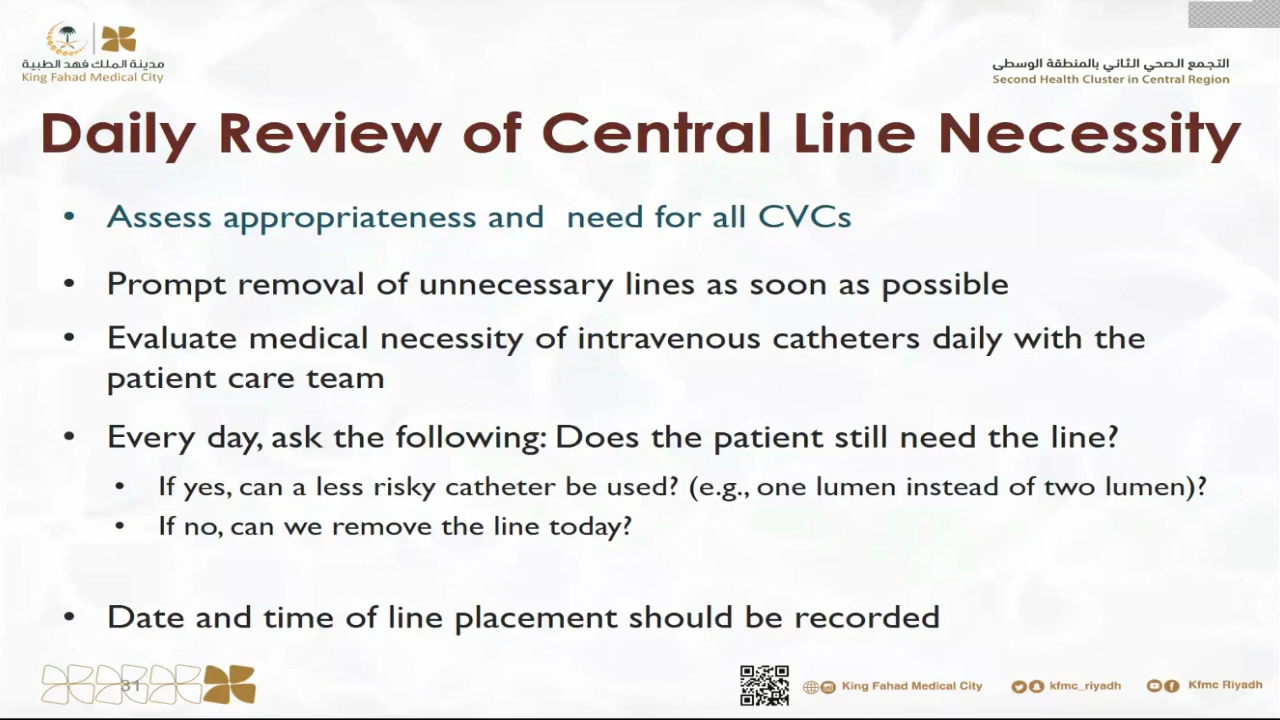 مدينة الملك فهد الطبية
King Fahad Medical City
التجمع الصحي الثاني بالمنطقة الوسطى
Second Health Cluster in Central Region
Daily Review of Central Line Necessity
• Assess appropriateness and  need for all CVCs
• Prompt removal of unnecessary lines as soon as possible
• Evaluate medical necessity of intravenous catheters daily with the
patient care team
• Every day, ask the following: Does the patient still need the line?
• If yes, can a less risky catheter be used? (e.g., one lumen instead of two lumen)?
• If no, can we remove the line today?
• Date and time of line placement should be recorded
31
King Fahad Medical City
kfmc_riyadh
Kfmc Riyadh